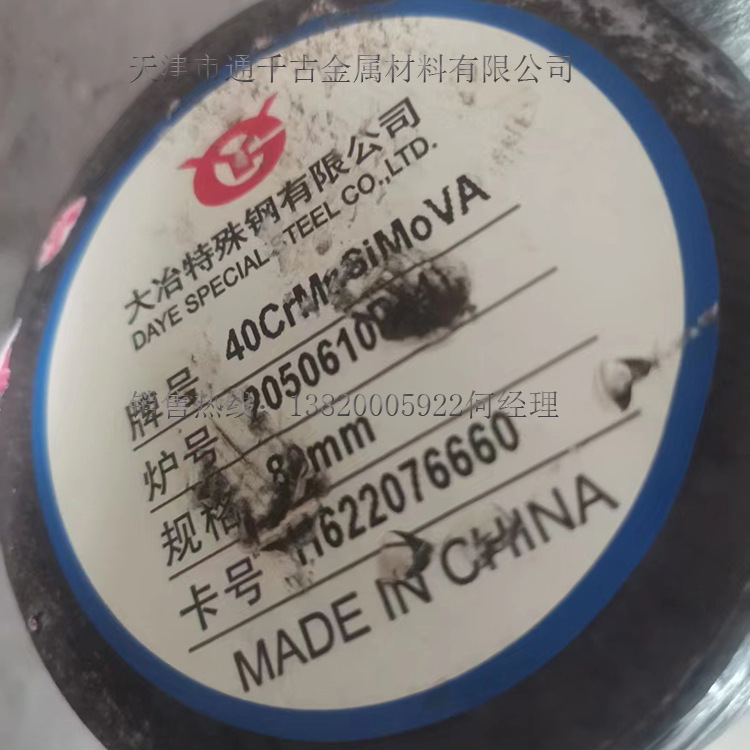 天津市通千古金属材料有限公司
大冶特殊钢有限公司
DAYE SPECIAL STEEL CO.,LTD.
牌号 40CrMnSiMoVA
炉号
销售热线: 13820005922何经理
规格
卡号 H622076660
MADE IN CHINA